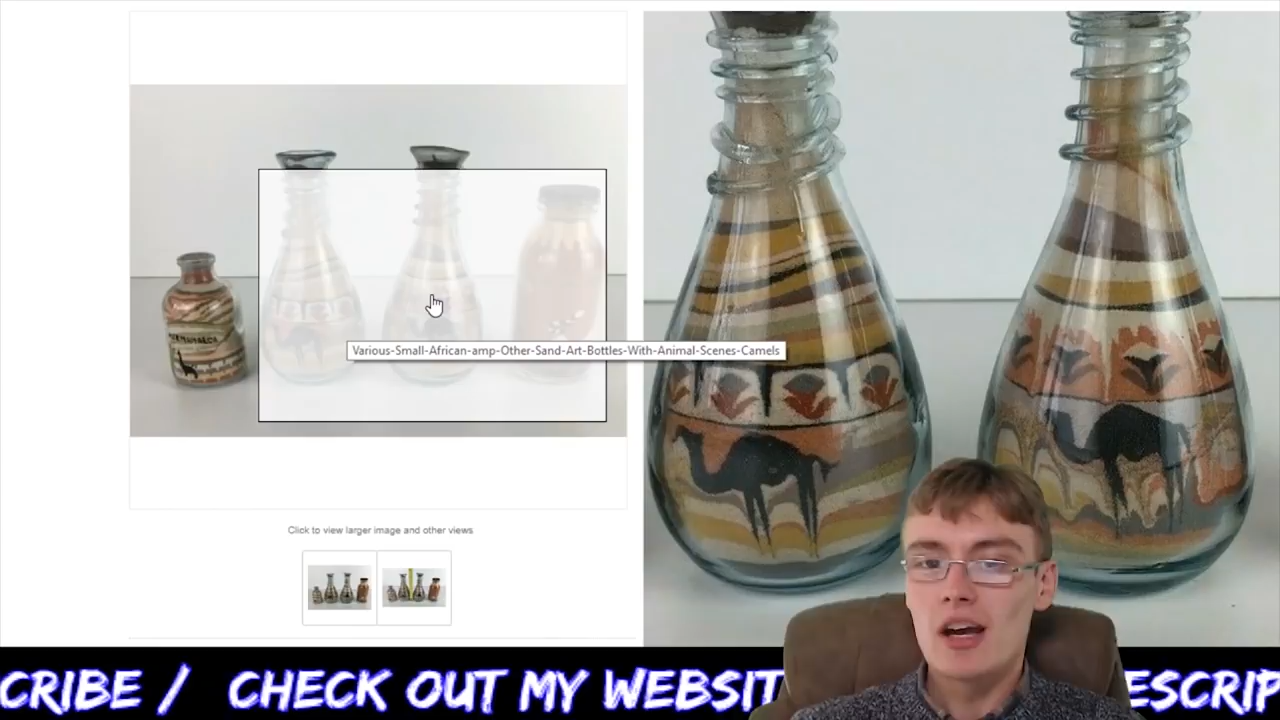 Various-Small-African-amp-Other-Sand-Art-Bottles-With-Animal-Scenes-Camels
Click to view larger image and other views
CRIBE / CHECK OUT MY WEBSIT ESCRIP